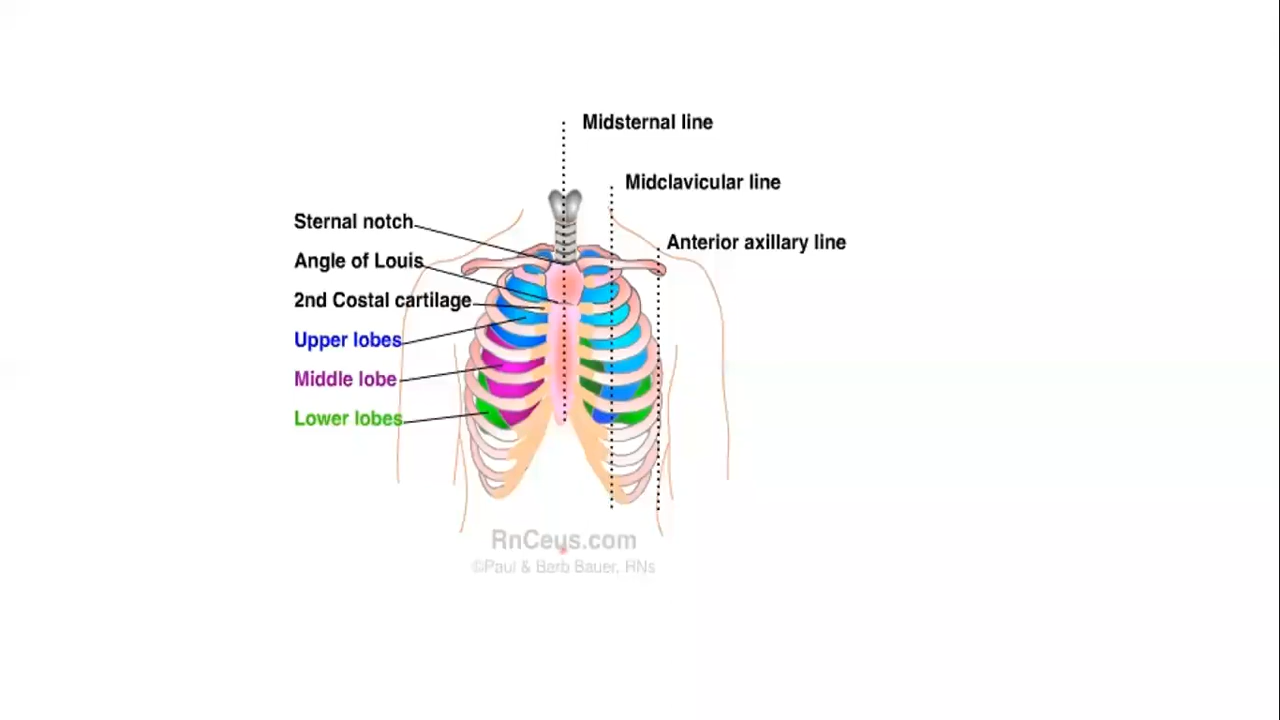 Midsternal line
Midclavicular line
Sternal notch
Anterior axillary line
Angle of Louis
2nd Costal cartilage
Upper lobes
Middle lobe
Lower lobes
RnCeus.com
©Paul & Barb Bauer, RNs